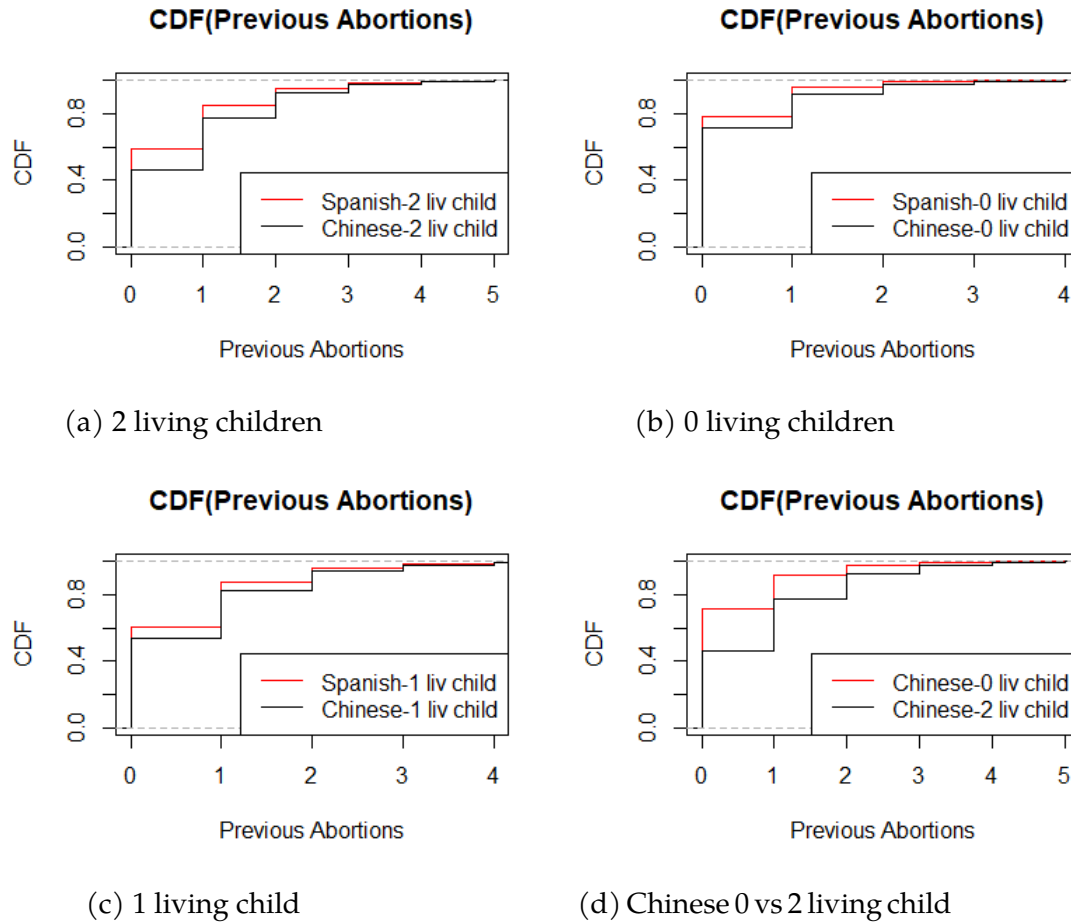 CDF(Previous Abortions)
CDF
0.0 0.4 0.8
Spanish-2 liv child
Chinese-2 liv child
0 1 2 3 4 5
Previous Abortions
(a) 2 living children
CDF(Previous Abortions)
CDF
0.0 0.4 0.8
Spanish-0 liv child
Chinese-0 liv child
0 1 2 3 4
Previous Abortions
(b) 0 living children
CDF(Previous Abortions)
CDF
0.0 0.4 0.8
Spanish-1 liv child
Chinese-1 liv child
0 1 2 3 4
Previous Abortions
(c) 1 living child
CDF(Previous Abortions)
CDF
0.0 0.4 0.8
Chinese-0 liv child
Chinese-2 liv child
0 1 2 3 4 5
Previous Abortions
(d) Chinese 0 vs 2 living child